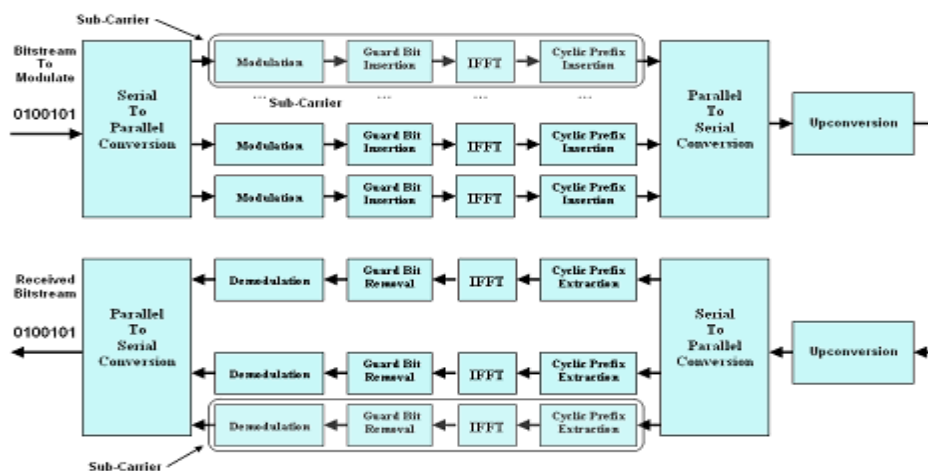 Sub-Carrier
Bitstream
To
Modulate
0100101
Serial
To
Parallel
Conversion
Modulation
Guard Bit
Insertion
IFFT
Cyclic Prefix
Insertion
...
Sub-Carrier
...
...
...
Modulation
Guard Bit
Insertion
IFFT
Cyclic Prefix
Insertion
Modulation
Guard Bit
Insertion
IFFT
Cyclic Prefix
Insertion
Parallel
To
Serial
Conversion
Upconversion
Received
Bitstream
0100101
Parallel
To
Serial
Conversion
Demodulation
Guard Bit
Removal
IFFT
Cyclic Prefix
Extraction
Demodulation
Guard Bit
Removal
IFFT
Cyclic Prefix
Extraction
Demodulation
Guard Bit
Removal
IFFT
Cyclic Prefix
Extraction
Serial
To
Parallel
Conversion
Upconversion
Sub-Carrier